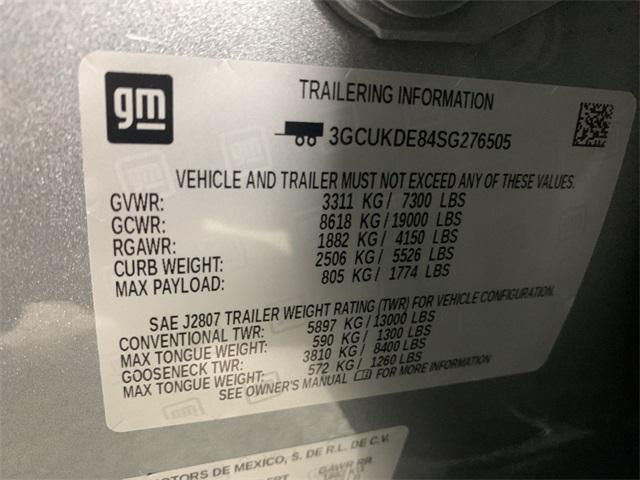 gm
TRAILERING INFORMATION
3GCUKDE84SG276505
VEHICLE AND TRAILER MUST NOT EXCEED ANY OF THESE VALUES.
GVWR: 3311 KG / 7300 LBS
GCWR: 8618 KG / 19000 LBS
RGAWR: 1882 KG / 4150 LBS
CURB WEIGHT: 2506 KG / 5526 LBS
MAX PAYLOAD: 805 KG / 1774 LBS
SAE J2807 TRAILER WEIGHT RATING (TWR) FOR VEHICLE CONFIGURATION.
CONVENTIONAL TWR: 5897 KG / 13000 LBS
MAX TONGUE WEIGHT: 590 KG / 1300 LBS
GOOSENECK TWR: 3810 KG / 8400 LBS
MAX TONGUE WEIGHT: 572 KG / 1260 LBS
SEE OWNER'S MANUAL FOR MORE INFORMATION
MOTORS DE MEXICO, S. DE R.L. DE C.V.
GAWR RR